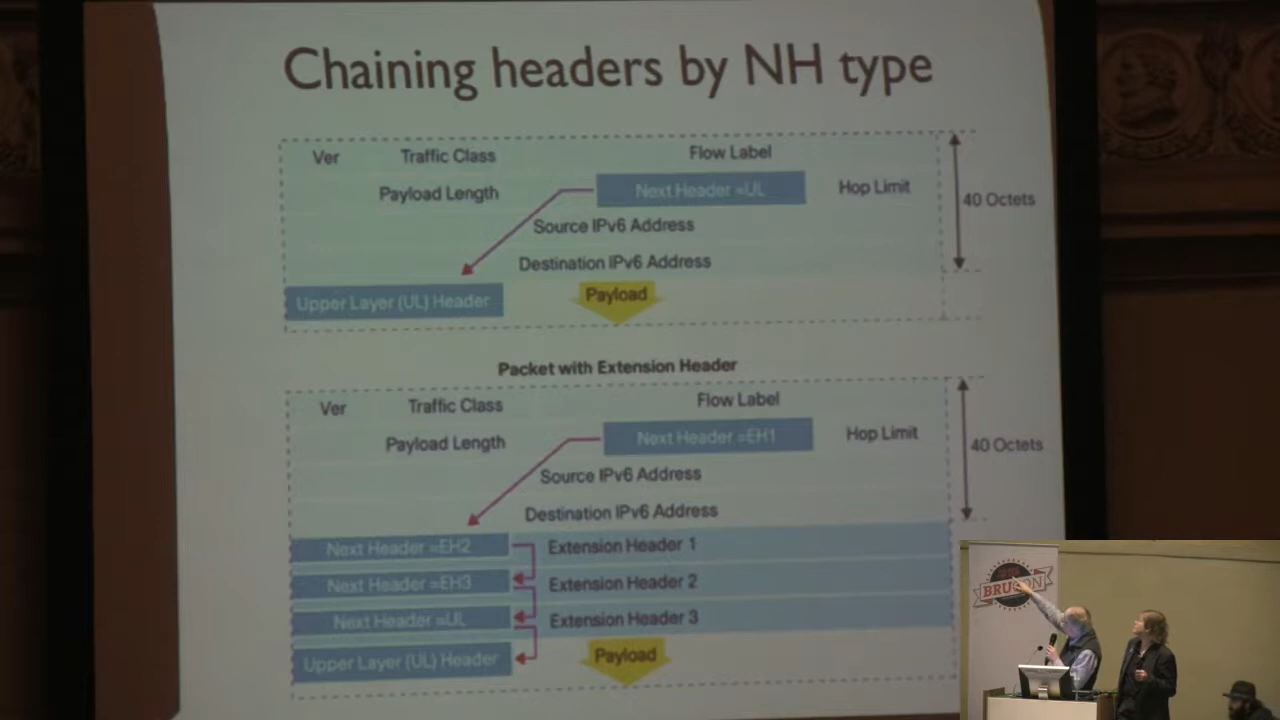 Chaining headers by NH type
Ver Traffic Class Flow Label
Payload Length Next Header =UL Hop Limit
40 Octets
Source IPv6 Address
Destination IPv6 Address
Upper Layer (UL) Header Payload
Packet with Extension Header
Ver Traffic Class Flow Label
Payload Length Next Header =EH1 Hop Limit
40 Octets
Source IPv6 Address
Destination IPv6 Address
Next Header =EH2 Extension Header 1
Next Header =EH3 Extension Header 2
Next Header =UL Extension Header 3
Upper Layer (UL) Header Payload
BRUCON